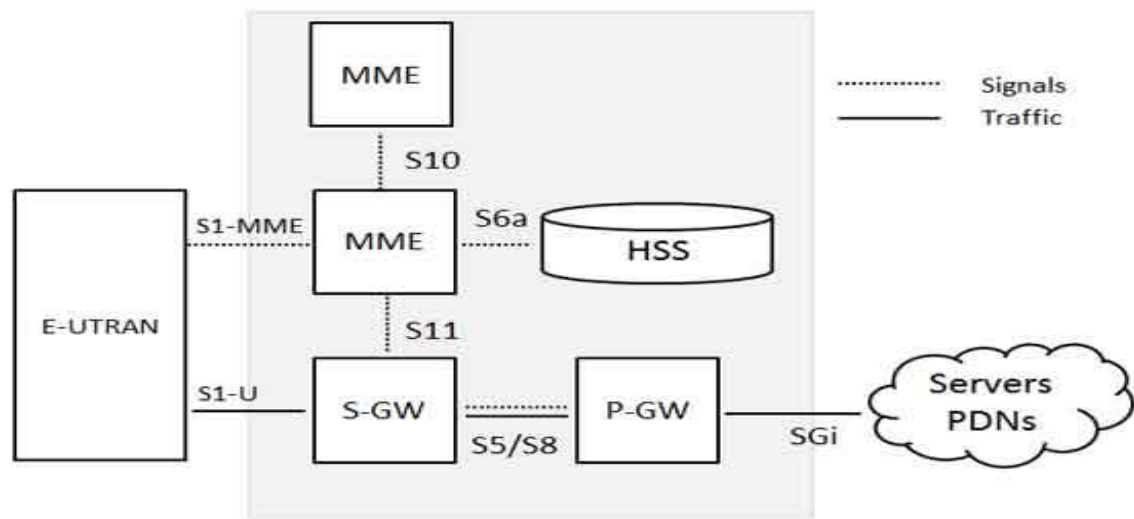 MME
Signals
Traffic
S10
S1-MME
MME
S6a
HSS
E-UTRAN
S11
S1-U
S-GW
S5/S8
P-GW
SGi
Servers
PDNs